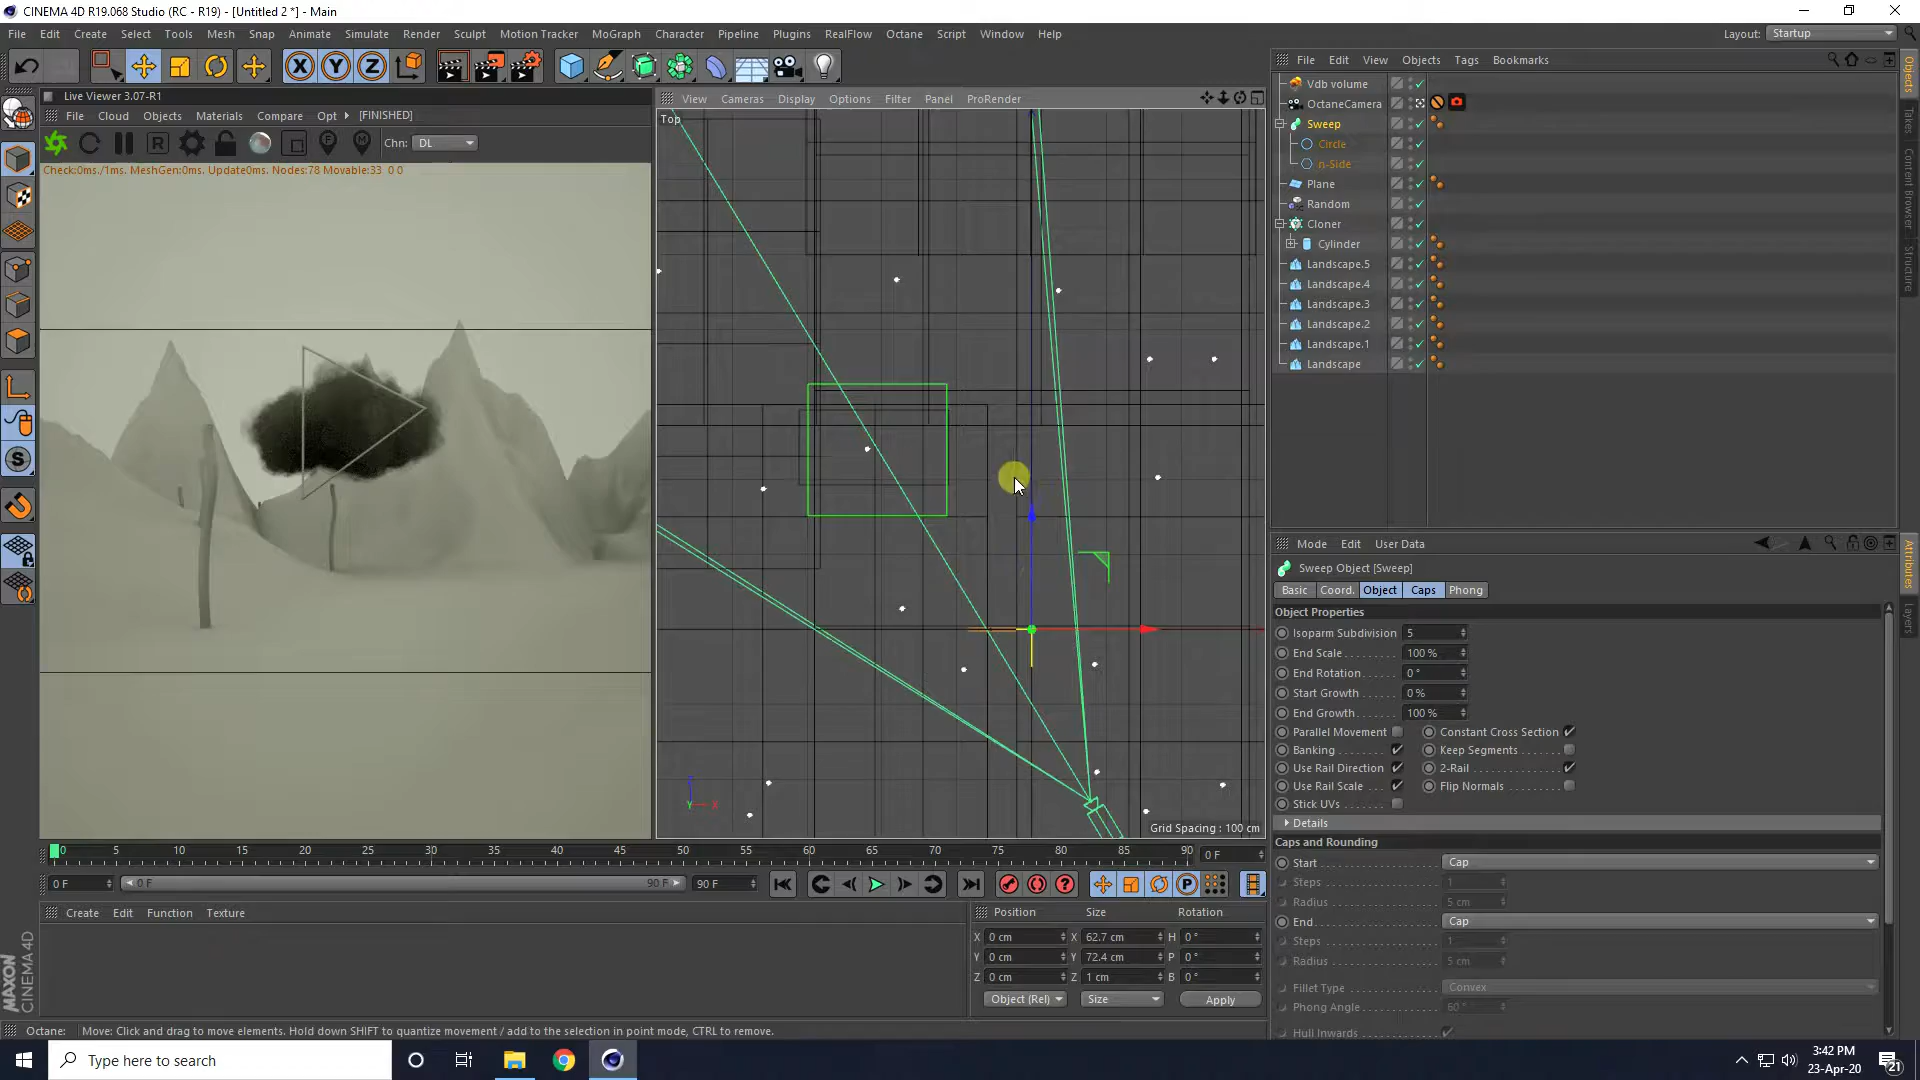 CINEMA 4D R19.068 Studio (RC - R19) - [Untitled 2 *] - Main
File Edit Create Select Tools Mesh Snap Animate Simulate Render Sculpt Motion Tracker MoGraph Character Pipeline Plugins RealFlow Octane Script Window Help
Layout: Startup
Live Viewer 3.07-R1
File Cloud Objects Materials Compare Opt [FINISHED]
Chn: DL
Check:0ms./1ms. MeshGen:0ms. Update0ms. Nodes:78 Movable:33 0 0
View Cameras Display Options Filter Panel ProRender
Top
Grid Spacing : 100 cm
File Edit View Objects Tags Bookmarks
Vdb volume
OctaneCamera
Sweep
Circle
n-Side
Plane
Random
Cloner
Cylinder
Landscape.5
Landscape.4
Landscape.3
Landscape.2
Landscape.1
Landscape
Objects
Takes
Content Browser
Structure
Mode Edit User Data
Sweep Object [Sweep]
Basic Coord. Object Caps Phong
Object Properties
Isoparm Subdivision 5
End Scale 100 %
End Rotation 0 °
Start Growth 0 %
End Growth 100 %
Parallel Movement Constant Cross Section
Banking Keep Segments
Use Rail Direction 2-Rail
Use Rail Scale Flip Normals
Stick UVs
Details
Caps and Rounding
Start Cap
Steps 1
Radius 5 cm
End Cap
Steps 1
Radius 5 cm
Fillet Type Convex
Phong Angle 60 °
Hull Inwards
Attributes
Layers
0 5 10 15 20 25 30 35 40 45 50 55 60 65 70 75 80 85 90 0 F
0 F 0 F 90 F 90 F
Create Edit Function Texture
Position Size Rotation
X 0 cm X 62.7 cm H 0 °
Y 0 cm Y 72.4 cm P 0 °
Z 0 cm Z 1 cm B 0 °
Object (Rel) Size Apply
MAXON
CINEMA 4D
Octane: Move: Click and drag to move elements. Hold down SHIFT to quantize movement / add to the selection in point mode, CTRL to remove.
Type here to search
3:42 PM
23-Apr-20
21